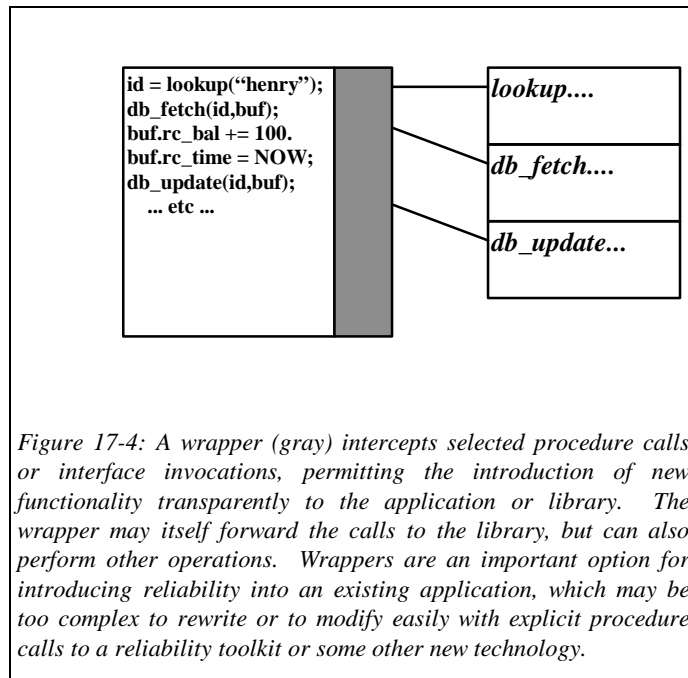 id = lookup(“henry”);
db_fetch(id,buf);
buf.rc_bal += 100.
buf.rc_time = NOW;
db_update(id,buf);
... etc ...
lookup....
db_fetch....
db_update...
Figure 17-4: A wrapper (gray) intercepts selected procedure calls
or interface invocations, permitting the introduction of new
functionality transparently to the application or library. The
wrapper may itself forward the calls to the library, but can also
perform other operations. Wrappers are an important option for
introducing reliability into an existing application, which may be
too complex to rewrite or to modify easily with explicit procedure
calls to a reliability toolkit or some other new technology.